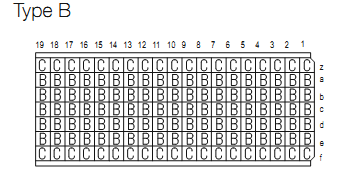 Type B
19 18 17 16 15 14 13 12 11 10 9 8 7 6 5 4 3 2 1
C C C C C C C C C C C C C C C C C C C z
B B B B B B B B B B B B B B B B B B B a
B B B B B B B B B B B B B B B B B B B b
B B B B B B B B B B B B B B B B B B B c
B B B B B B B B B B B B B B B B B B B d
B B B B B B B B B B B B B B B B B B B e
C C C C C C C C C C C C C C C C C C C f